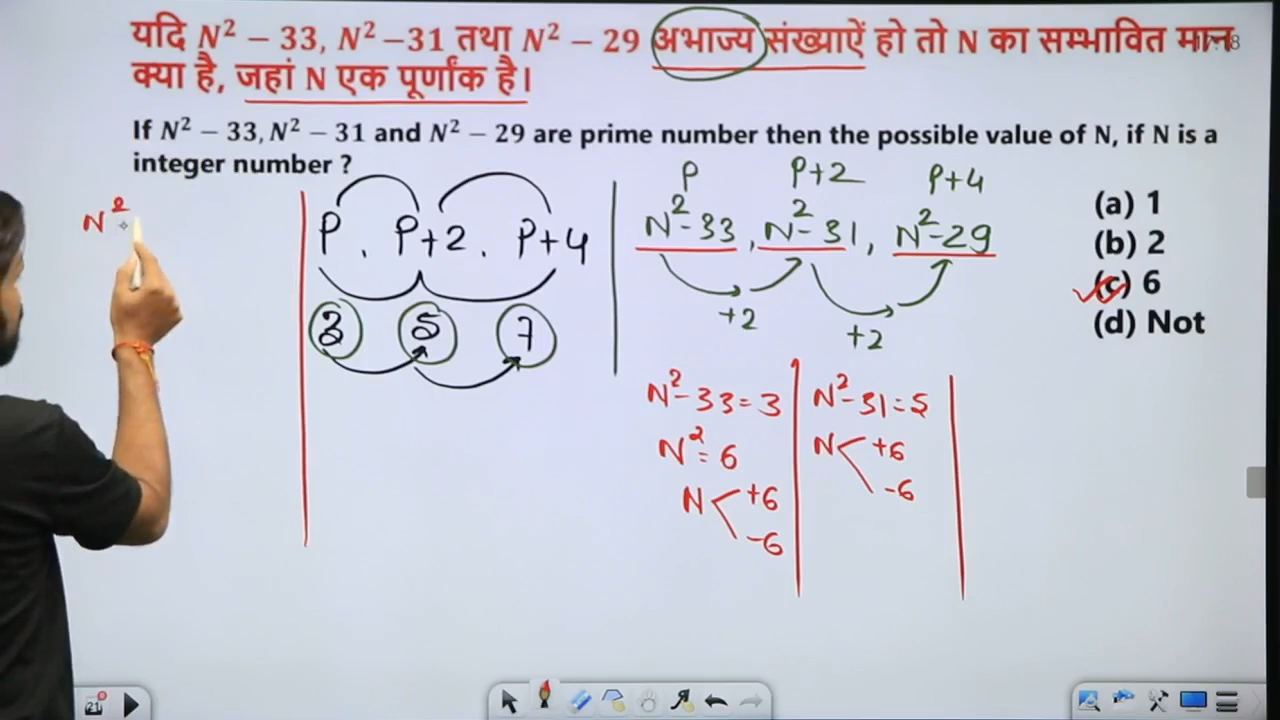 यदि N² – 33, N² –31 तथा N² – 29 अभाज्य संख्याऐं हो तो N का सम्भावित मान
क्या है, जहां N एक पूर्णांक है।
If N² – 33, N² – 31 and N² – 29 are prime number then the possible value of N, if N is a
integer number ?
N²
P, P+2, P+4
3 5 7
P P+2 P+4
N²-33, N²-31, N²-29
+2 +2
N²-33=3
N²=6
N +6
-6
N²-31=5
N +6
-6
(a) 1
(b) 2
(c) 6
(d) Not
21